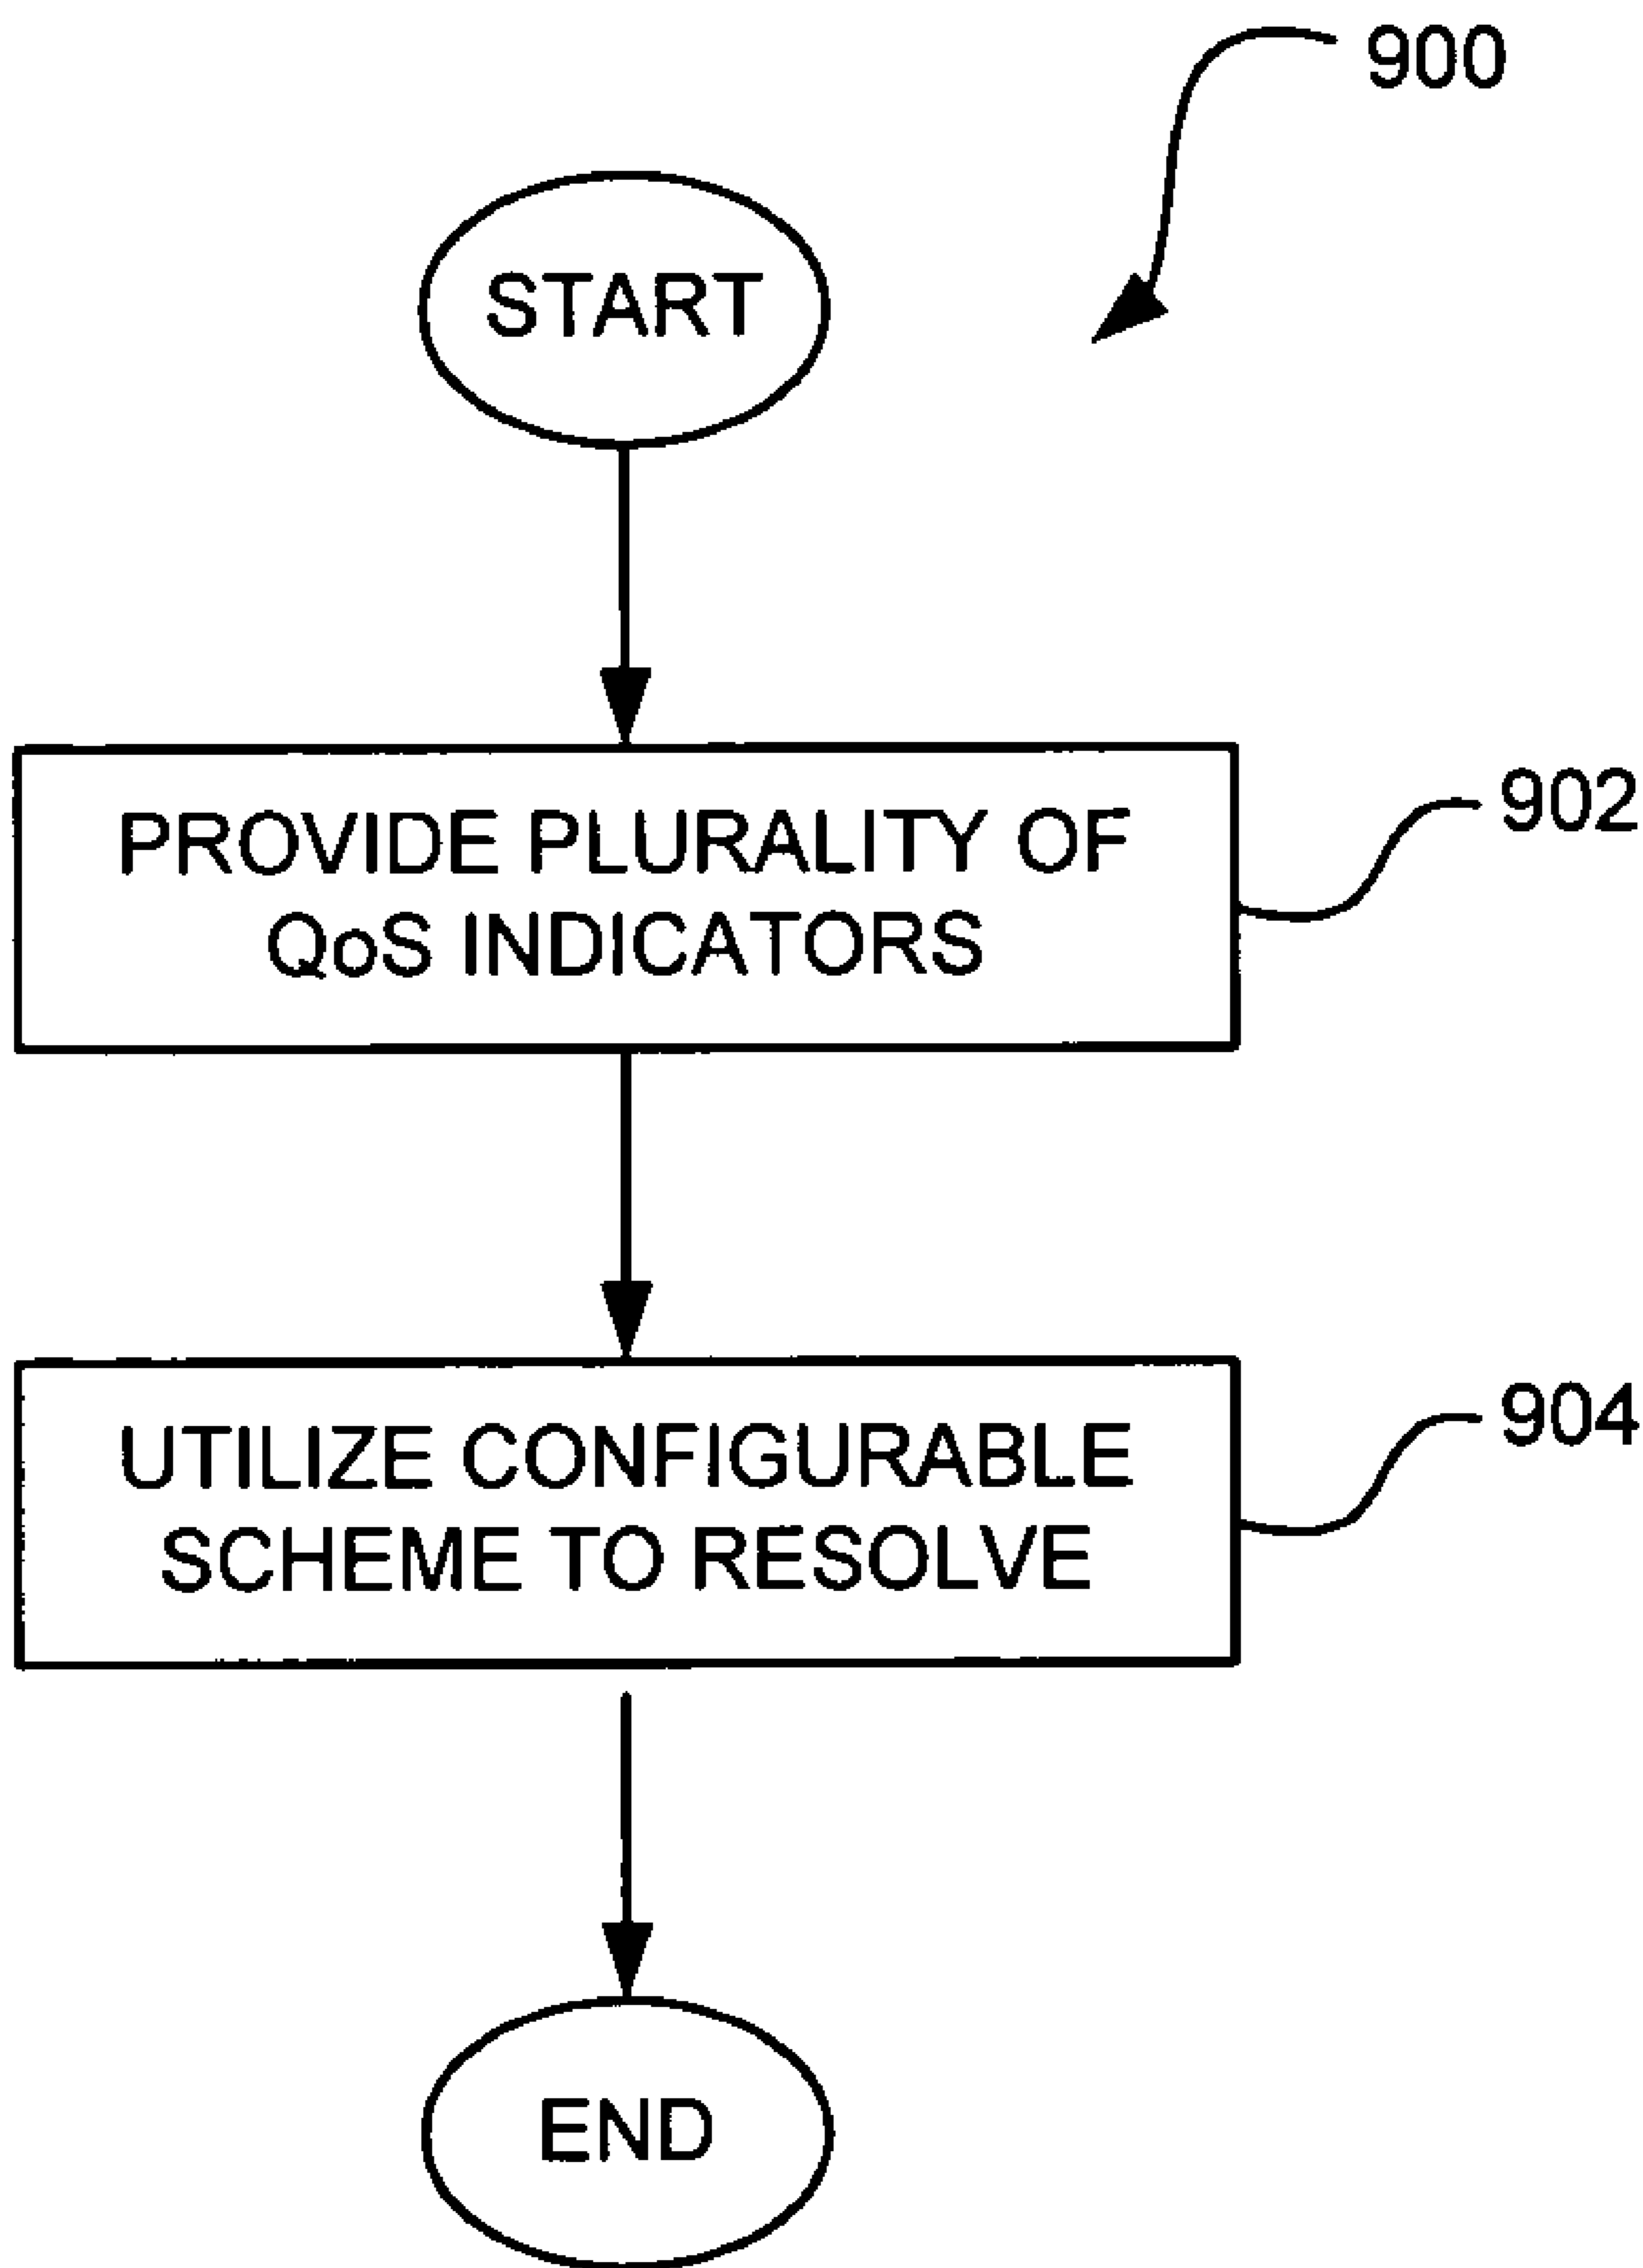 900
START
PROVIDE PLURALITY OF
QoS INDICATORS
902
UTILIZE CONFIGURABLE
SCHEME TO RESOLVE
904
END